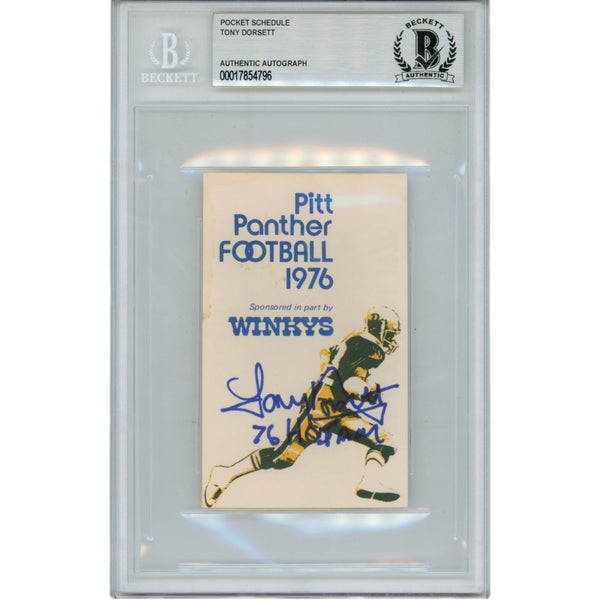 POCKET SCHEDULE
TONY DORSETT
AUTHENTIC AUTOGRAPH
00017854796
B
BECKETT
BECKETT
B
AUTHENTIC
Pitt
Panther
FOOTBALL
1976
Sponsored in part by
WINKYS
Tony Dorsett
76 Heisman